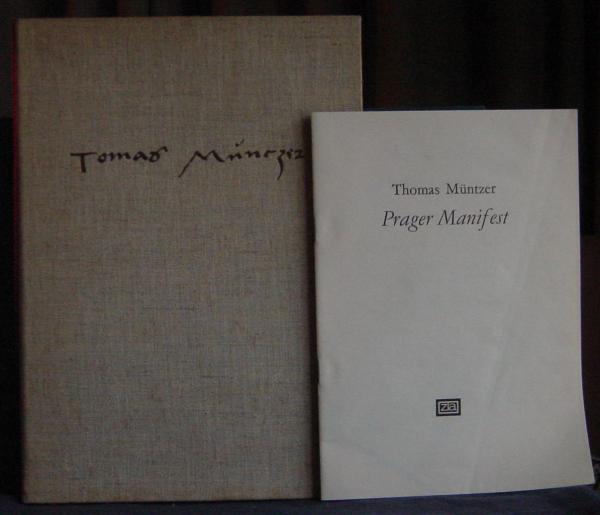 Tomas Müntzer
Thomas Müntzer
Prager Manifest
za